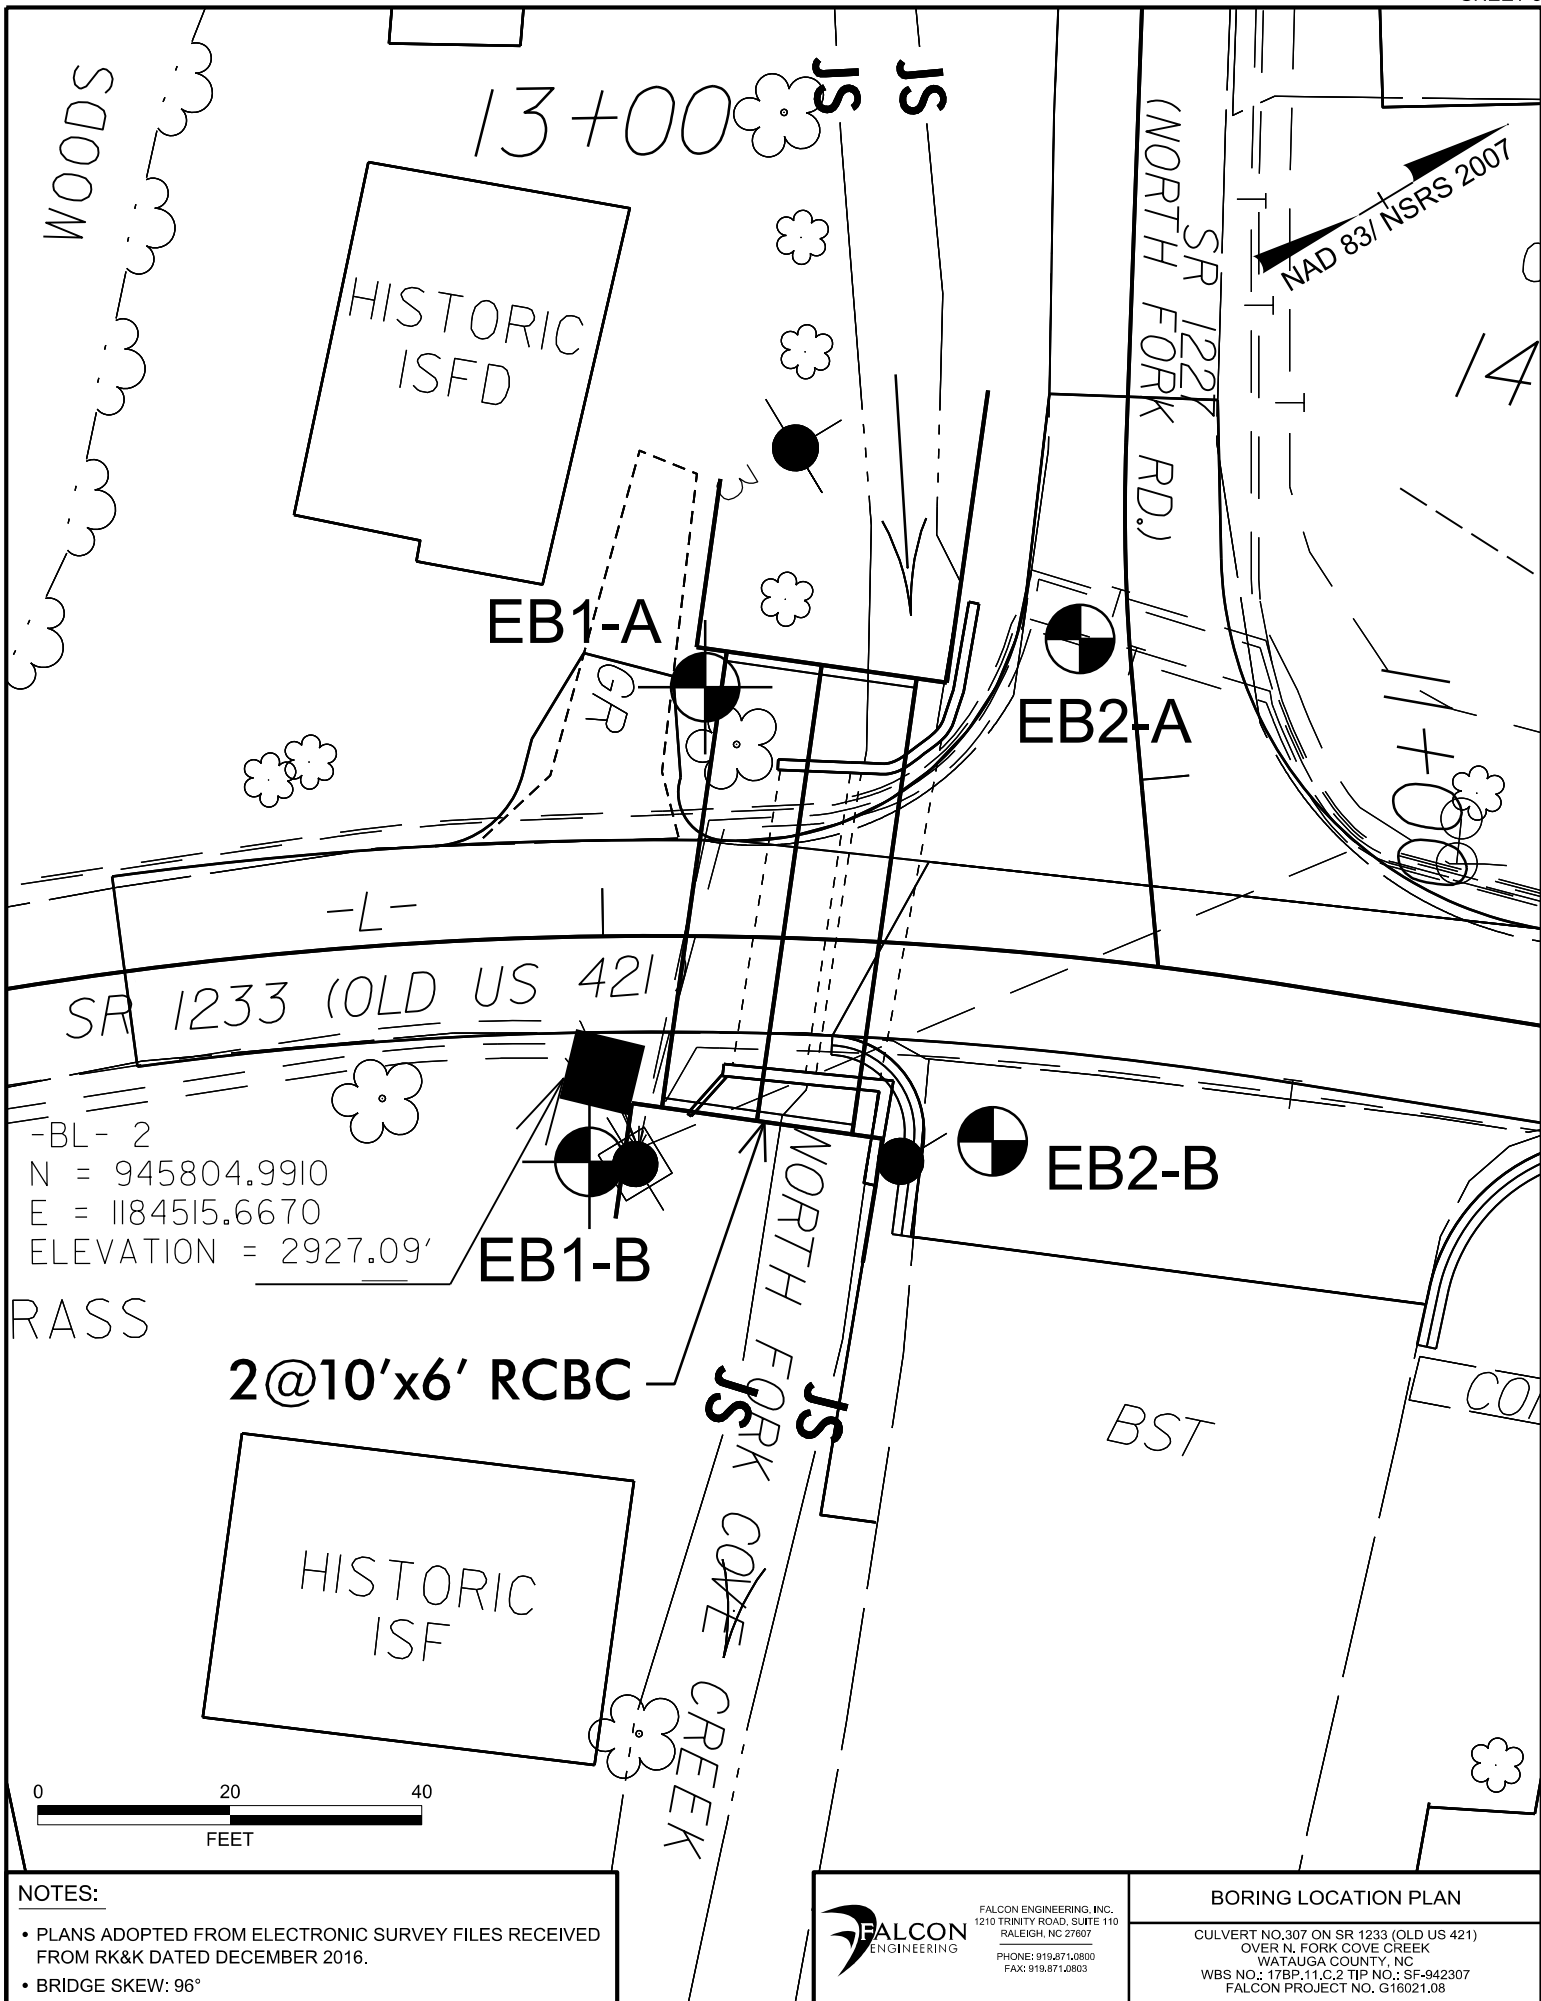 WOODS
13+00
JS
JS
(NORTH FORK RD.)
SR 1227
NAD 83/ NSRS 2007
14
HISTORIC
ISFD
EB1-A
GR
EB2-A
-L-
SR 1233 (OLD US 421
-BL- 2
N = 945804.9910
E = 1184515.6670
ELEVATION = 2927.09'
EB1-B
EB2-B
RASS
2@10'x6' RCBC
JS
JS
NORTH FORK COVE CREEK
BST
HISTORIC
ISF
0 20 40
FEET
NOTES:
• PLANS ADOPTED FROM ELECTRONIC SURVEY FILES RECEIVED
FROM RK&K DATED DECEMBER 2016.
• BRIDGE SKEW: 96°
FALCON
ENGINEERING
FALCON ENGINEERING, INC.
1210 TRINITY ROAD, SUITE 110
RALEIGH, NC 27607
PHONE: 919.871.0800
FAX: 919.871.0803
BORING LOCATION PLAN
CULVERT NO.307 ON SR 1233 (OLD US 421)
OVER N. FORK COVE CREEK
WATAUGA COUNTY, NC
WBS NO.: 17BP.11.C.2 TIP NO.: SF-942307
FALCON PROJECT NO. G16021.08